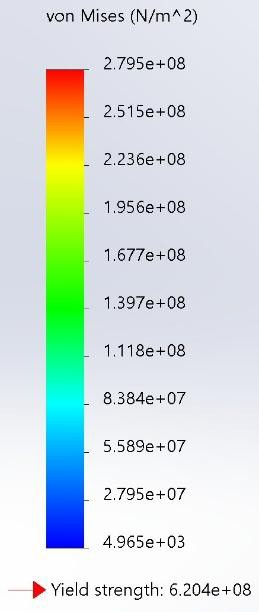 von Mises (N/m^2)
2.795e+08
2.515e+08
2.236e+08
1.956e+08
1.677e+08
1.397e+08
1.118e+08
8.384e+07
5.589e+07
2.795e+07
4.965e+03
Yield strength: 6.204e+08